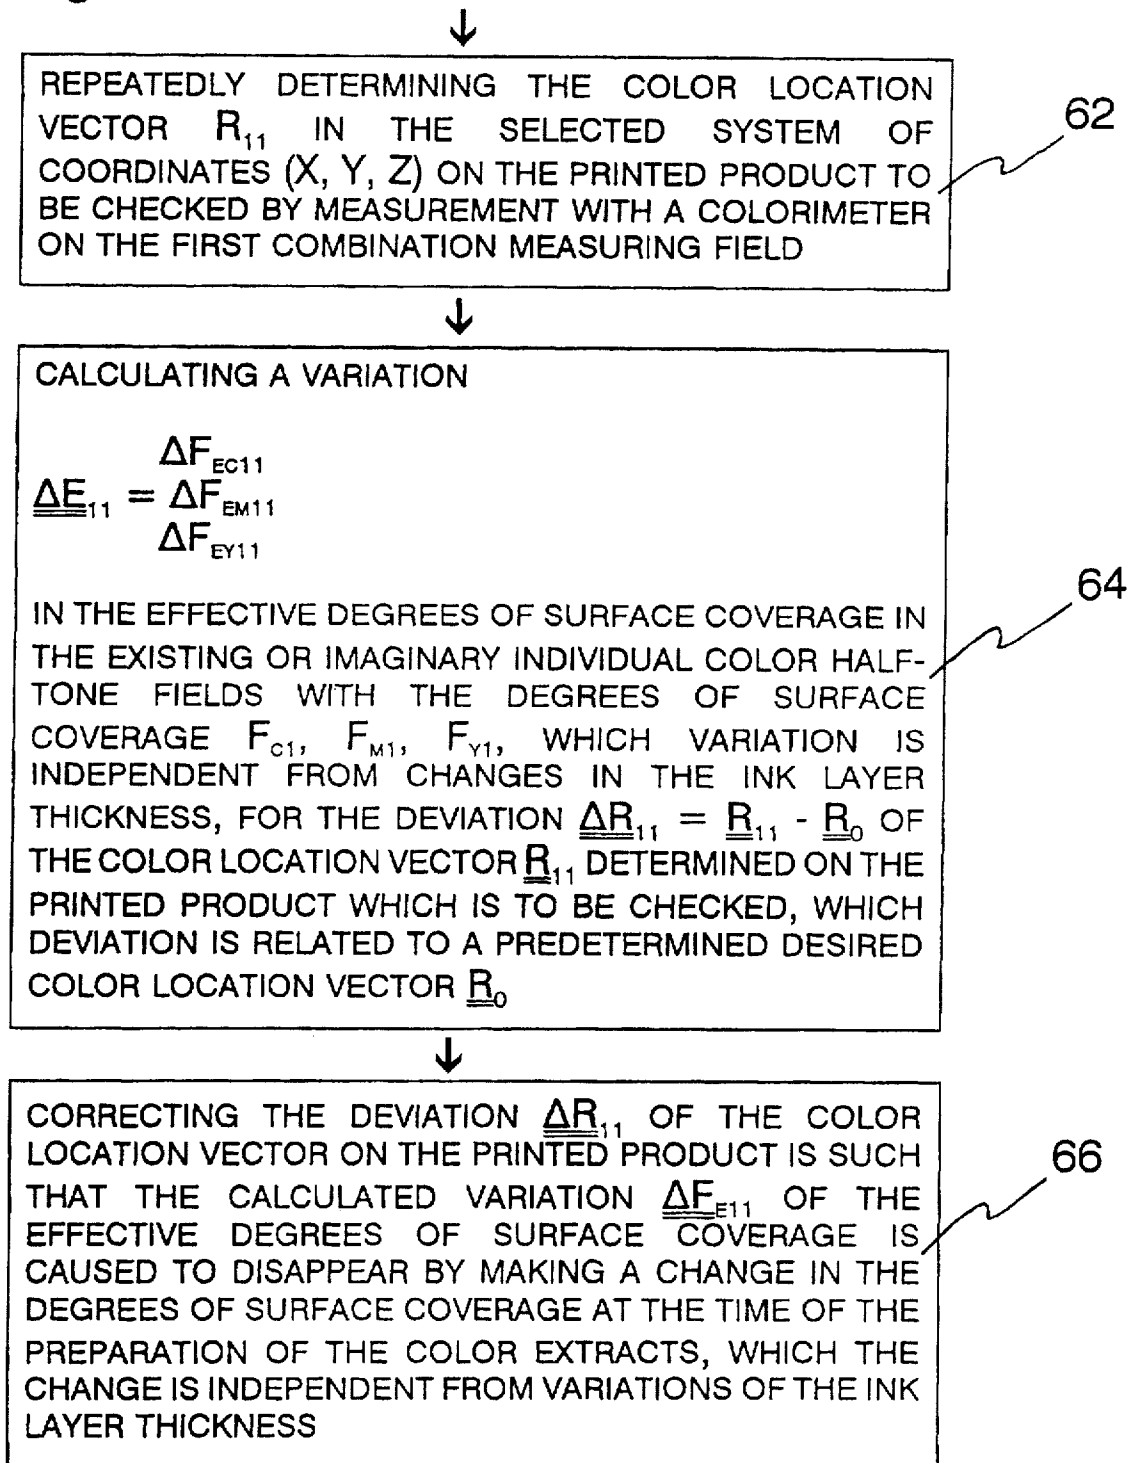 REPEATEDLY DETERMINING THE COLOR LOCATION
VECTOR R11 IN THE SELECTED SYSTEM OF
COORDINATES (X, Y, Z) ON THE PRINTED PRODUCT TO
BE CHECKED BY MEASUREMENT WITH A COLORIMETER
ON THE FIRST COMBINATION MEASURING FIELD
62
CALCULATING A VARIATION
ΔFEC11
ΔE11 = ΔFEM11
ΔFEY11
IN THE EFFECTIVE DEGREES OF SURFACE COVERAGE IN
THE EXISTING OR IMAGINARY INDIVIDUAL COLOR HALF-
TONE FIELDS WITH THE DEGREES OF SURFACE
COVERAGE FC1, FM1, FY1, WHICH VARIATION IS
INDEPENDENT FROM CHANGES IN THE INK LAYER
THICKNESS, FOR THE DEVIATION ΔR11 = R11 - R0 OF
THE COLOR LOCATION VECTOR R11 DETERMINED ON THE
PRINTED PRODUCT WHICH IS TO BE CHECKED, WHICH
DEVIATION IS RELATED TO A PREDETERMINED DESIRED
COLOR LOCATION VECTOR R0
64
CORRECTING THE DEVIATION ΔR11 OF THE COLOR
LOCATION VECTOR ON THE PRINTED PRODUCT IS SUCH
THAT THE CALCULATED VARIATION ΔFE11 OF THE
EFFECTIVE DEGREES OF SURFACE COVERAGE IS
CAUSED TO DISAPPEAR BY MAKING A CHANGE IN THE
DEGREES OF SURFACE COVERAGE AT THE TIME OF THE
PREPARATION OF THE COLOR EXTRACTS, WHICH THE
CHANGE IS INDEPENDENT FROM VARIATIONS OF THE INK
LAYER THICKNESS
66